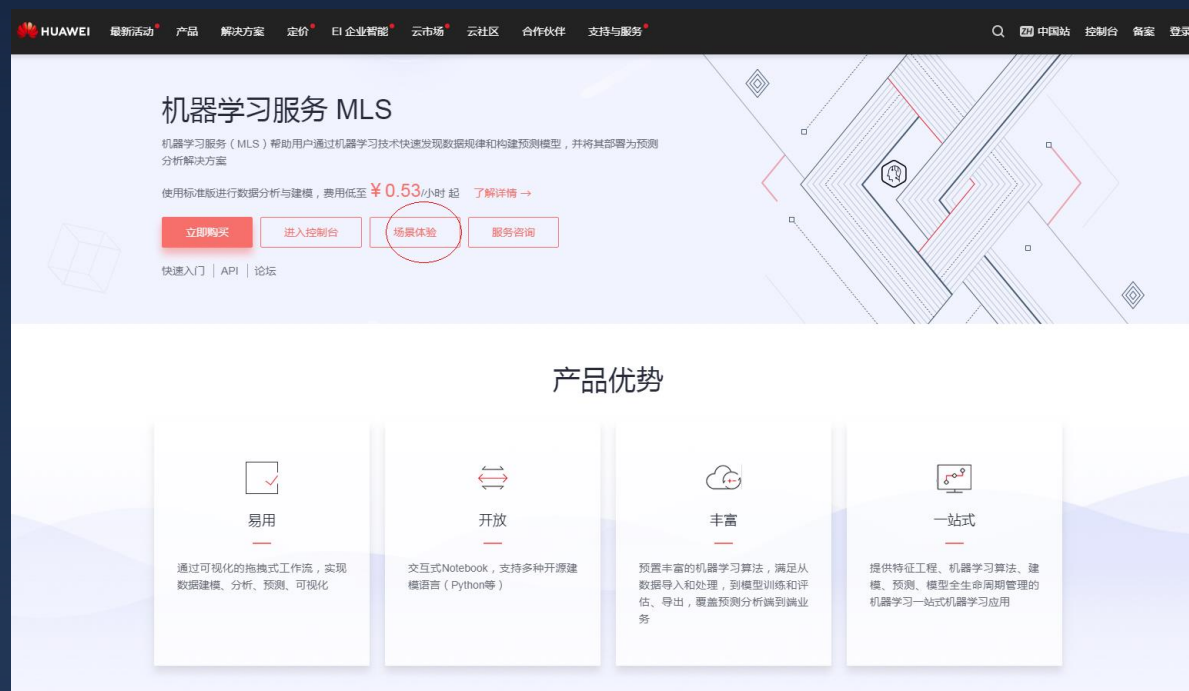 HUAWEI 最新活动 产品 解决方案 定价 EI 企业智能 云市场 云社区 合作伙伴 支持与服务 ZH 中国站 控制台 备案 登录
机器学习服务 MLS
机器学习服务（MLS）帮助用户通过机器学习技术快速发现数据规律和构建预测模型，并将其部署为预测
分析解决方案
使用标准版进行数据分析与建模，费用低至 ¥ 0.53/小时 起 了解详情 →
立即购买 进入控制台 场景体验 服务咨询
快速入门 | API | 论坛
产品优势
易用
通过可视化的拖拽式工作流，实现
数据建模、分析、预测、可视化
开放
交互式Notebook，支持多种开源建
模语言（Python等）
丰富
预置丰富的机器学习算法，满足从
数据导入和处理，到模型训练和评
估、导出，覆盖预测分析端到端业
务
一站式
提供特征工程、机器学习算法、建
模、预测、模型全生命周期管理的
机器学习一站式机器学习应用